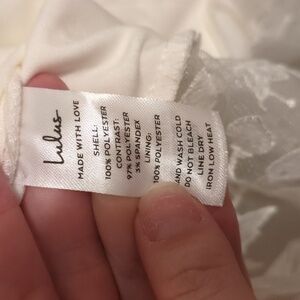 Lulus
MADE WITH LOVE
SHELL:
100% POLYESTER
CONTRAST:
97% POLYESTER
3% SPANDEX
LINING:
100% POLYESTER
AND WASH COLD
DO NOT BLEACH
LINE DRY
IRON LOW HEAT